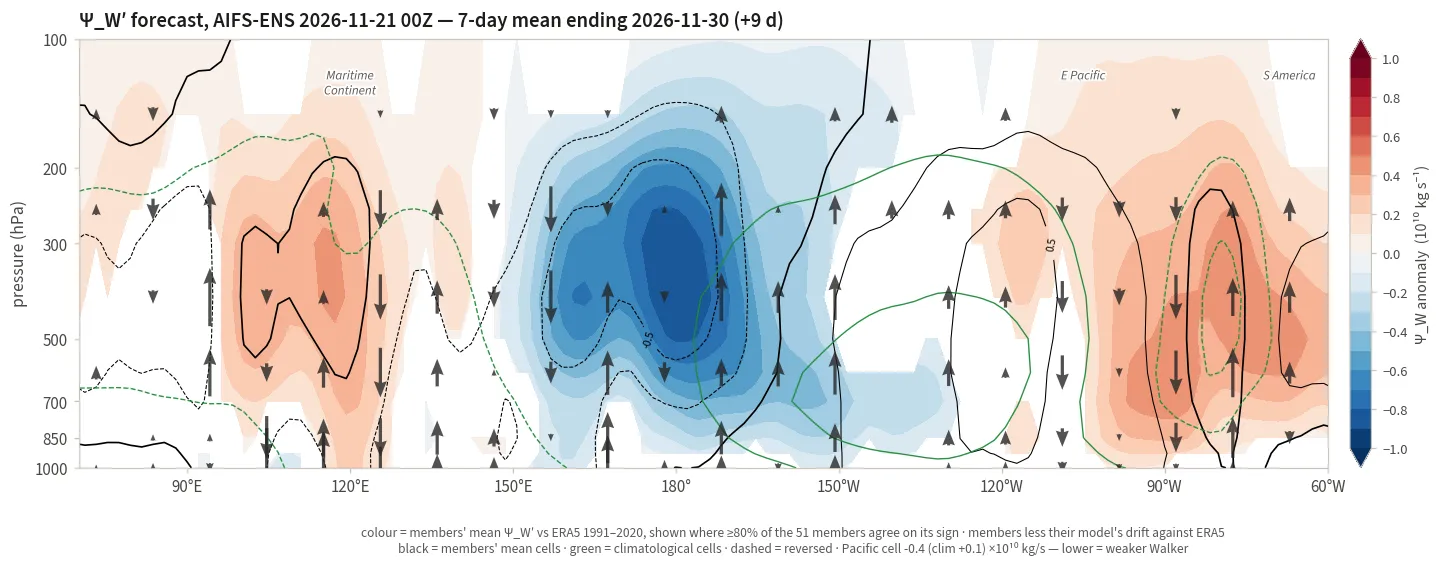 Ψ_W′ forecast, AIFS-ENS 2026-11-21 00Z — 7-day mean ending 2026-11-30 (+9 d)
100
200
300
400
500
700
850
1000
pressure (hPa)
Maritime
Continent
E Pacific
S America
0.5
-0.5
90°E
120°E
150°E
180°
150°W
120°W
90°W
60°W
1.0
0.8
0.6
0.4
0.2
0.0
−0.2
−0.4
−0.6
−0.8
−1.0
Ψ_W anomaly (10¹⁰ kg s⁻¹)
colour = members' mean Ψ_W′ vs ERA5 1991–2020, shown where ≥80% of the 51 members agree on its sign · members less their model's drift against ERA5
black = members' mean cells · green = climatological cells · dashed = reversed · Pacific cell -0.4 (clim +0.1) ×10¹⁰ kg/s — lower = weaker Walker